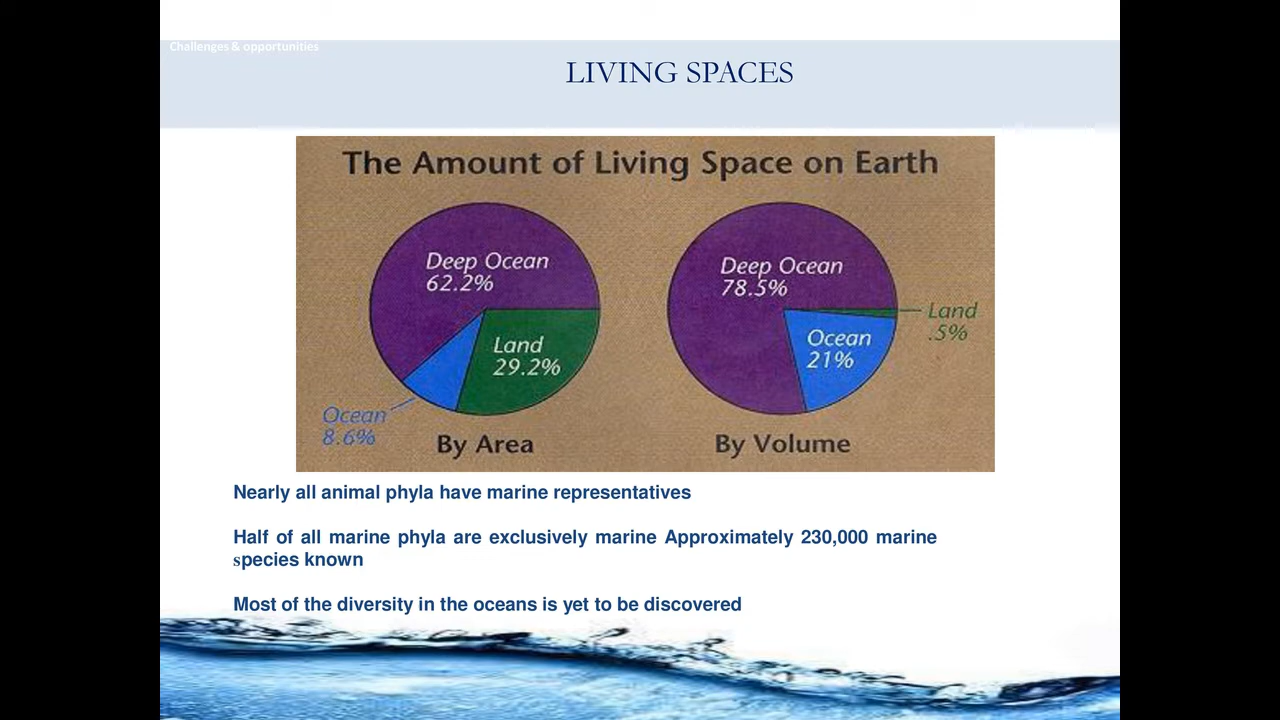 Challenges & opportunities
LIVING SPACES
The Amount of Living Space on Earth
Deep Ocean
62.2%
Land
29.2%
Ocean
8.6%
By Area
Deep Ocean
78.5%
Land
.5%
Ocean
21%
By Volume
Nearly all animal phyla have marine representatives
Half of all marine phyla are exclusively marine Approximately 230,000 marine
species known
Most of the diversity in the oceans is yet to be discovered